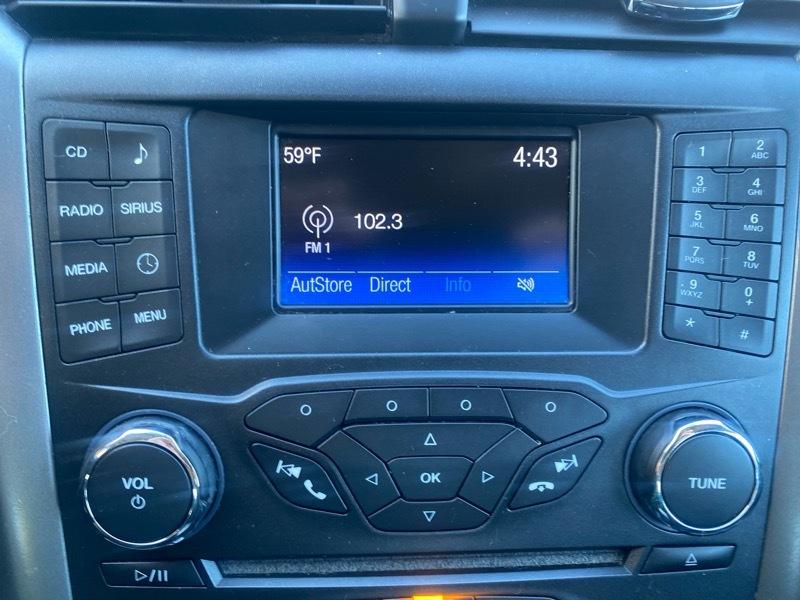 59°F 4:43
102.3
FM 1
AutStore Direct Info
CD
RADIO SIRIUS
MEDIA
PHONE MENU
1 2 ABC
3 DEF 4 GHI
5 JKL 6 MNO
7 PQRS 8 TUV
9 WXYZ 0 +
* #
VOL
OK
TUNE